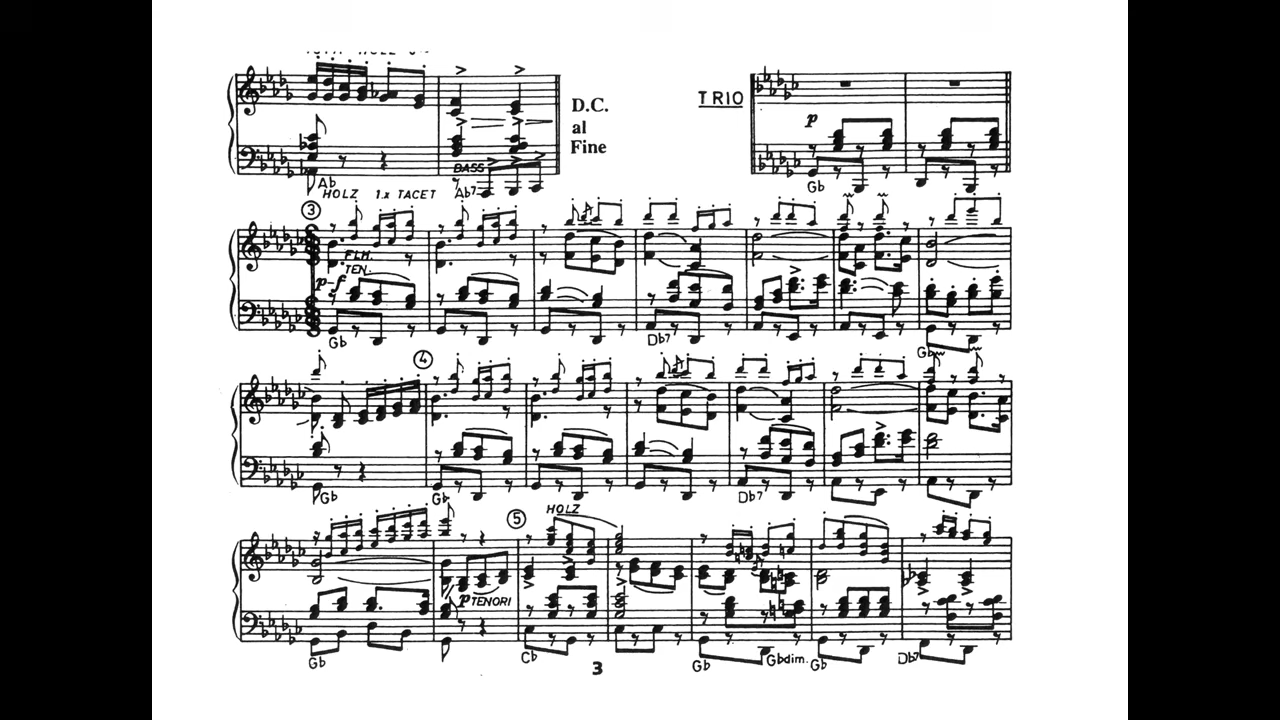 D.C.
al
Fine
TRIO
p
BASS
Ab
Ab7
Gb
HOLZ 1.x TACET
3
FLH.
TEN.
p-f
Gb
Db7
Gbm
4
Gb
Gb
Db7
5
HOLZ
p TENORI
Gb
Cb
Gb
Gbdim.
Gb
Db7
3